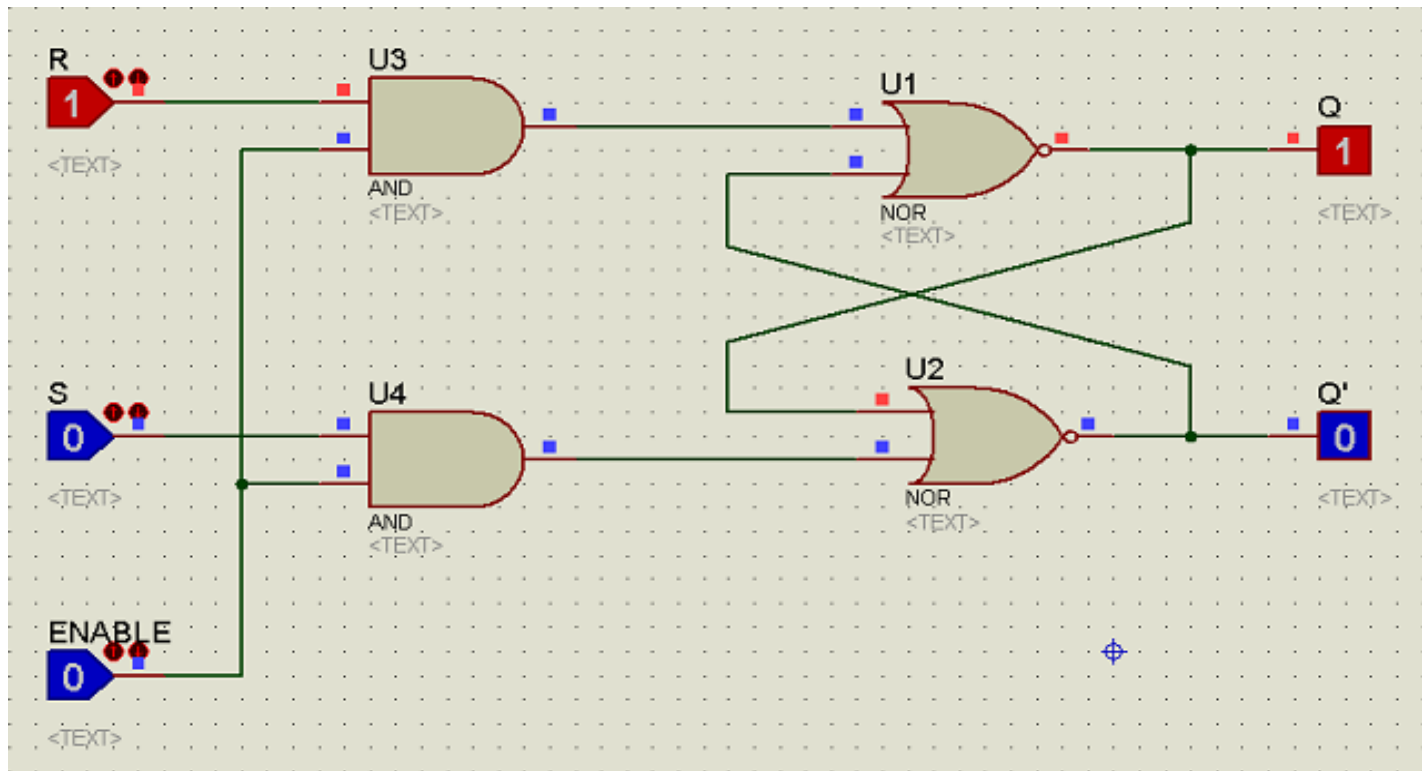 R
1
<TEXT>
U3
AND
<TEXT>
U1
NOR
<TEXT>
Q
1
<TEXT>
S
0
<TEXT>
U4
AND
<TEXT>
U2
NOR
<TEXT>
Q'
0
<TEXT>
ENABLE
0
<TEXT>